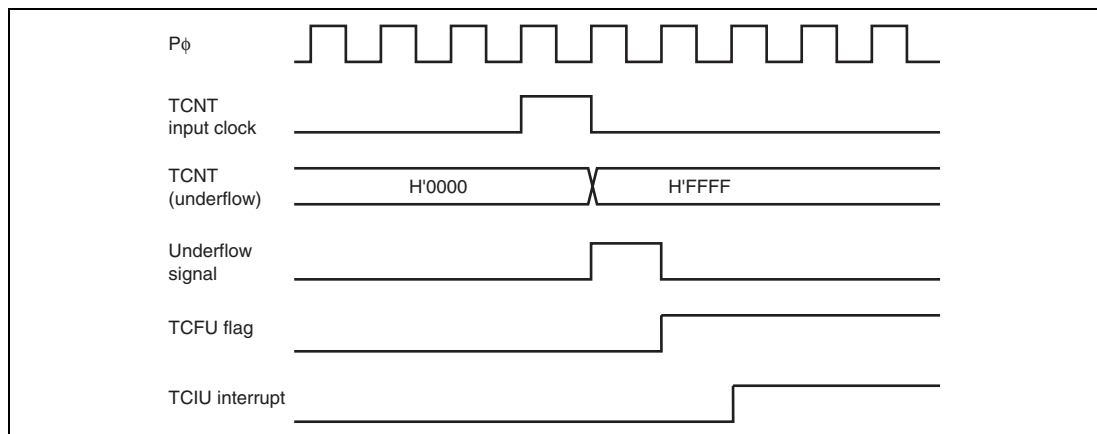 Pϕ
TCNT
input clock
TCNT
(underflow)
H'0000
H'FFFF
Underflow
signal
TCFU flag
TCIU interrupt